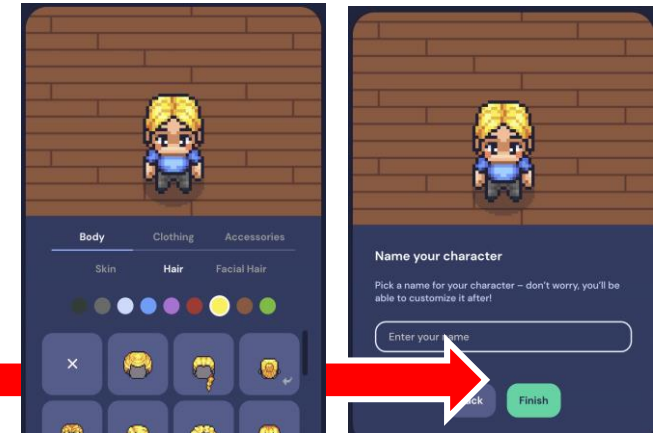 Body Clothing Accessories
Skin Hair Facial Hair
Name your character
Pick a name for your character – don't worry, you'll be
able to customize it after!
Enter your name
Finish